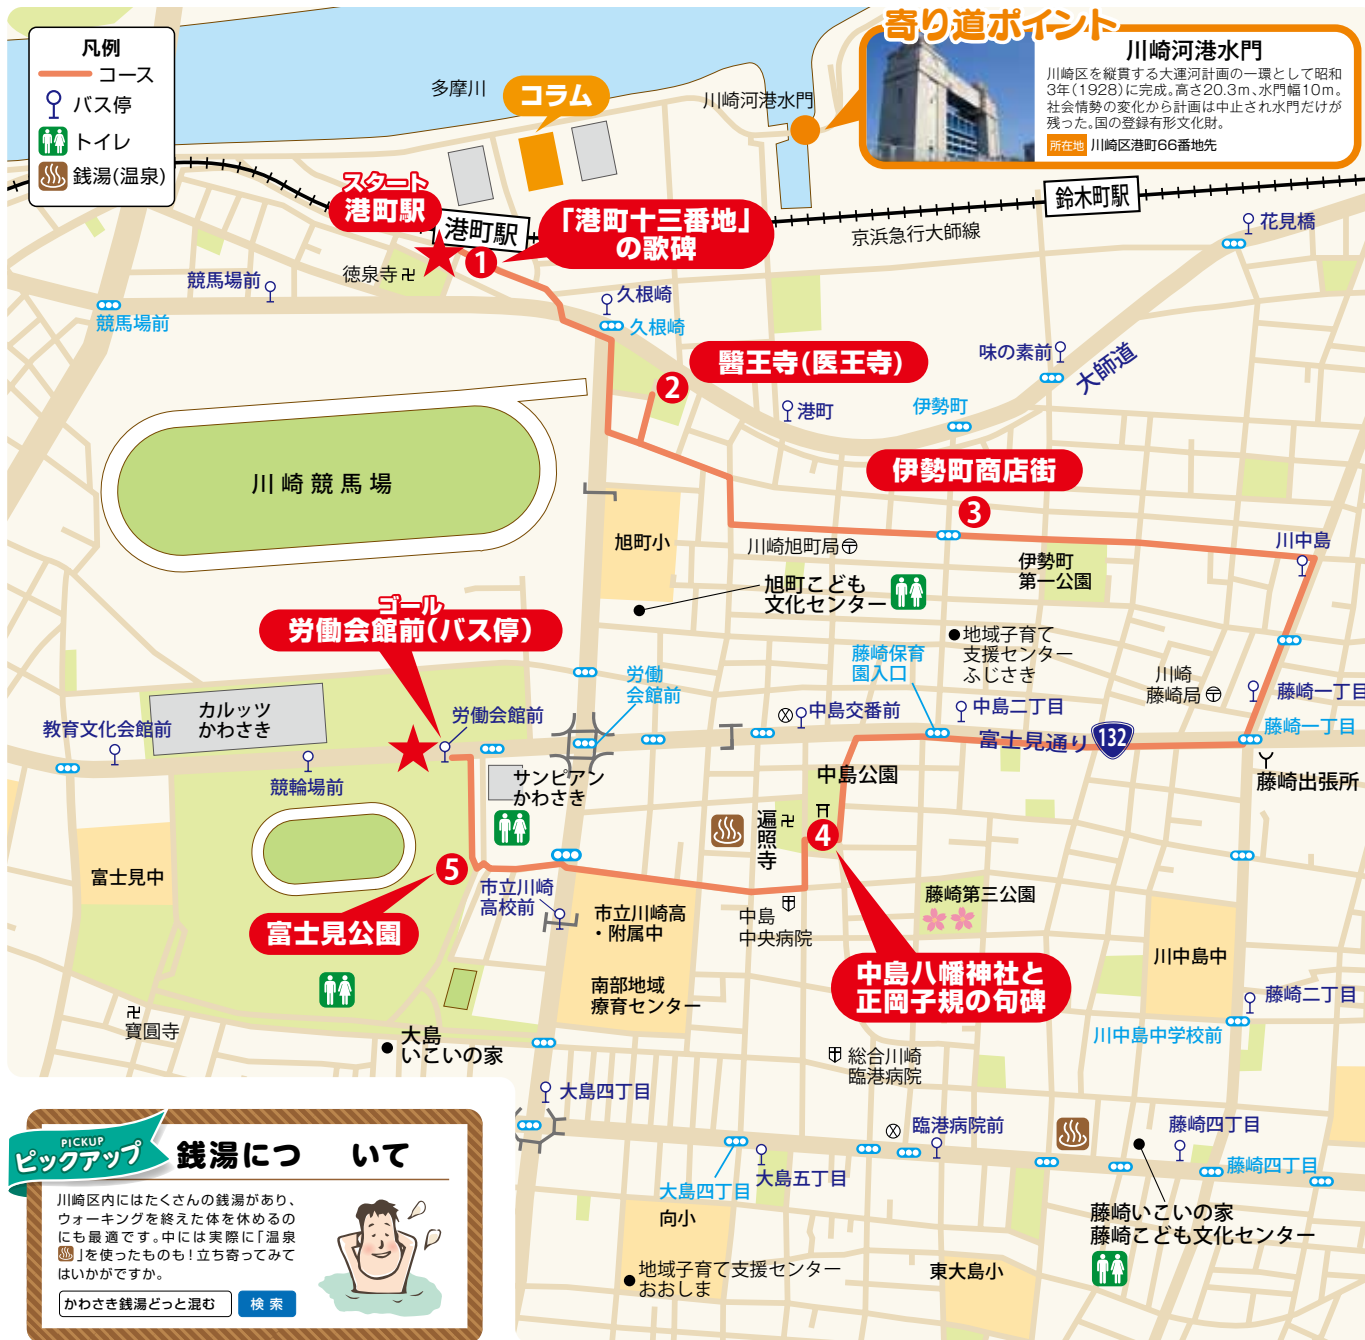 凡例
コース
バス停
トイレ
銭湯(温泉)
寄り道ポイント
川崎河港水門
川崎区を縦貫する大運河計画の一環として昭和
3年(1928)に完成。高さ20.3m、水門幅10m。
社会情勢の変化から計画は中止され水門だけが
残った。国の登録有形文化財。
所在地 川崎区港町66番地先
多摩川
コラム
川崎河港水門
スタート
港町駅
港町駅
1
「港町十三番地」
の歌碑
鈴木町駅
京浜急行大師線
花見橋
徳泉寺
競馬場前
競馬場前
久根崎
久根崎
味の素前
大師道
2
醫王寺(医王寺)
港町
伊勢町
川崎競馬場
伊勢町商店街
3
旭町小
川崎旭町局
川中島
伊勢町
第一公園
旭町こども
文化センター
ゴール
労働会館前(バス停)
地域子育て
支援センター
ふじさき
藤崎保育
園入口
川崎
藤崎局
藤崎一丁目
藤崎一丁目
労働
会館前
カルッツ
かわさき
教育文化会館前
労働会館前
中島交番前
中島二丁目
富士見通り
132
競輪場前
サンピアン
かわさき
中島公園
藤崎出張所
遍照寺
4
富士見中
5
市立川崎
高校前
富士見公園
市立川崎高
・附属中
中島
中央病院
藤崎第三公園
川中島中
中島八幡神社と
正岡子規の句碑
南部地域
療育センター
藤崎二丁目
川中島中学校前
寶圓寺
大島
いこいの家
総合川崎
臨港病院
大島四丁目
臨港病院前
藤崎四丁目
藤崎四丁目
大島四丁目
大島五丁目
向小
藤崎いこいの家
藤崎こども文化センター
地域子育て支援センター
おおしま
東大島小
PICKUP
ピックアップ
銭湯につ いて
川崎区内にはたくさんの銭湯があり、
ウォーキングを終えた体を休めるの
にも最適です。中には実際に「温泉
」を使ったものも！立ち寄ってみて
はいかがですか。
かわさき銭湯どっと混む 検索